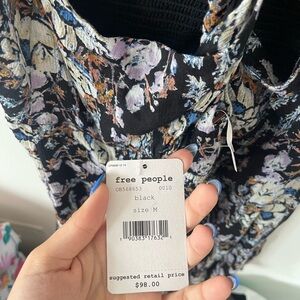 free people
OB568653 0010
black
size M
suggested retail price
$98.00